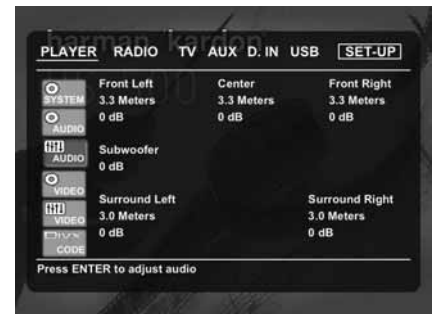 harman kardon
PLAYER RADIO TV AUX D. IN USB SET-UP
SYSTEM
AUDIO
AUDIO
VIDEO
VIDEO
DIVX
CODE
Front Left Center Front Right
3.3 Meters 3.3 Meters 3.3 Meters
0 dB 0 dB 0 dB
Subwoofer
0 dB
Surround Left Surround Right
3.0 Meters 3.0 Meters
0 dB 0 dB
Press ENTER to adjust audio